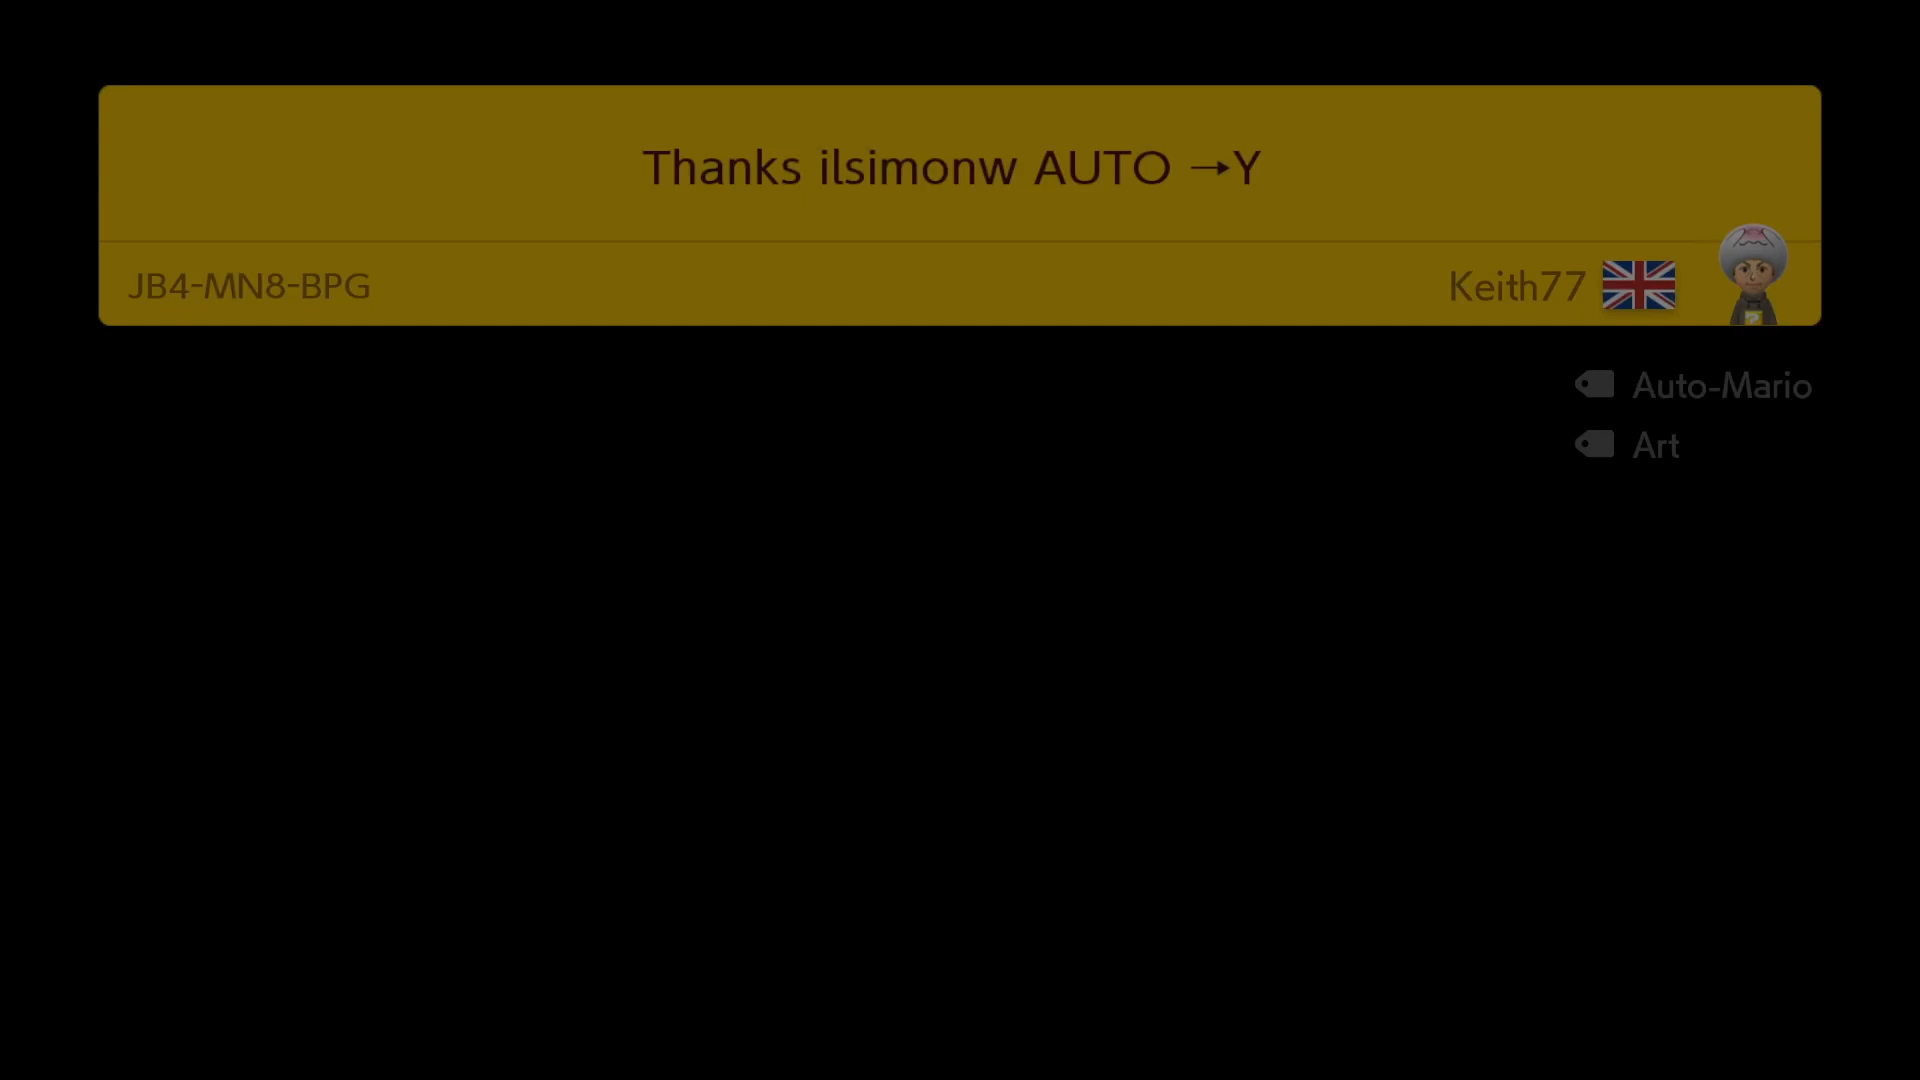 Thanks ilsimonw AUTO →Y
JB4-MN8-BPG
Keith77
Auto-Mario
Art